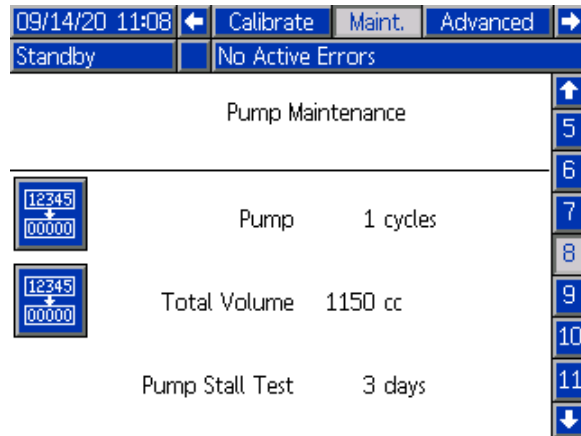 09/14/20 11:08 Calibrate Maint. Advanced
Standby No Active Errors
Pump Maintenance
5
6
12345
00000
Pump 1 cycles
7
8
12345
00000
Total Volume 1150 cc
9
10
Pump Stall Test 3 days
11